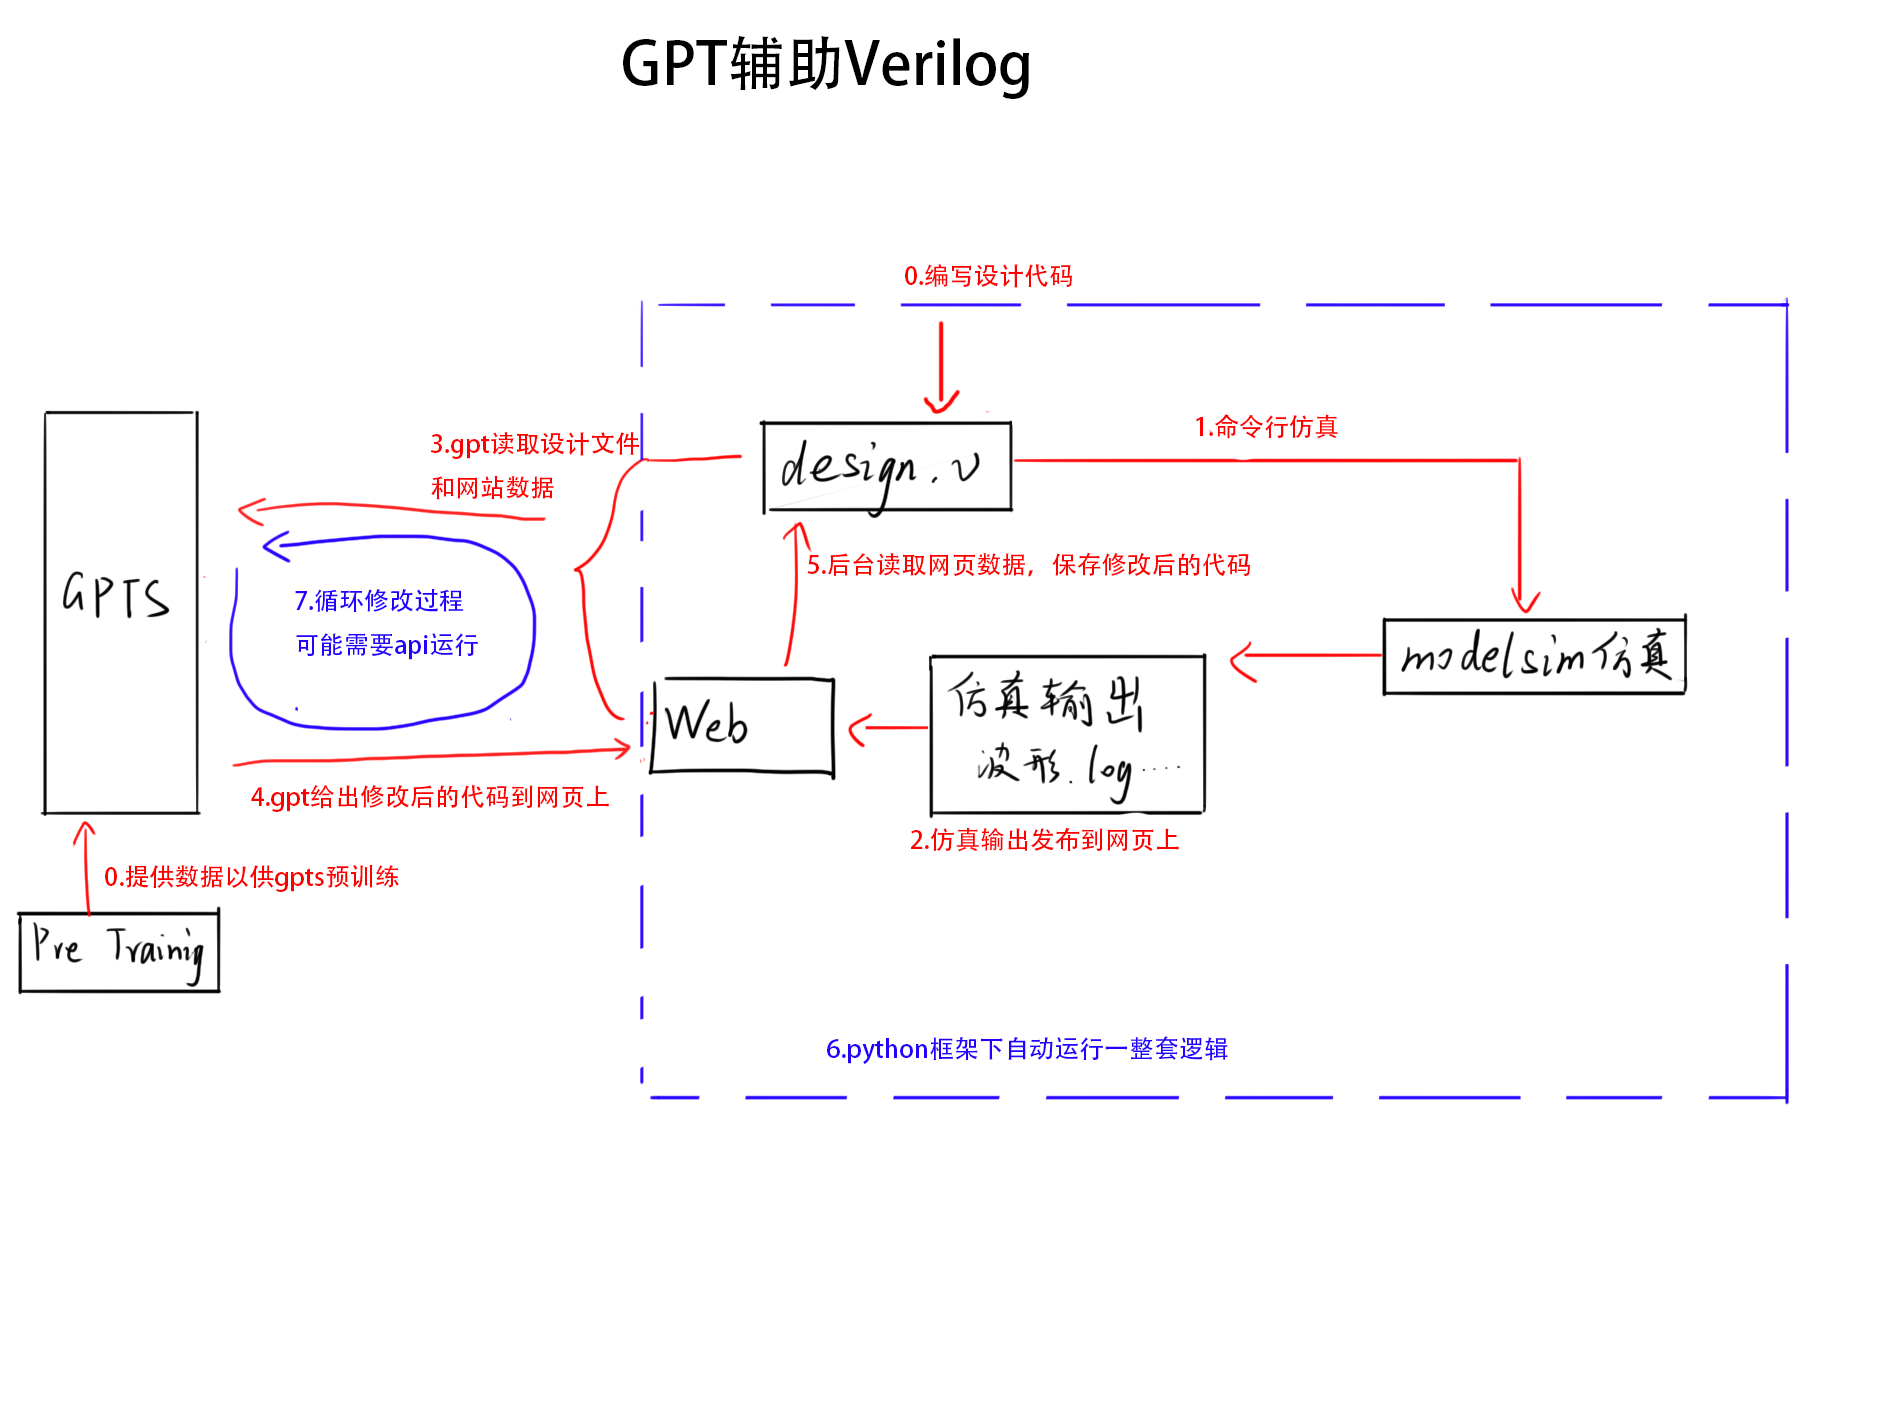 GPT辅助Verilog
0.编写设计代码
1.命令行仿真
3.gpt读取设计文件
和网站数据
design.v
5.后台读取网页数据，保存修改后的代码
GPTS
7.循环修改过程
可能需要api运行
modelsim仿真
Web
仿真输出
波形.log....
4.gpt给出修改后的代码到网页上
2.仿真输出发布到网页上
0.提供数据以供gpts预训练
Pre Trainig
6.python框架下自动运行一整套逻辑